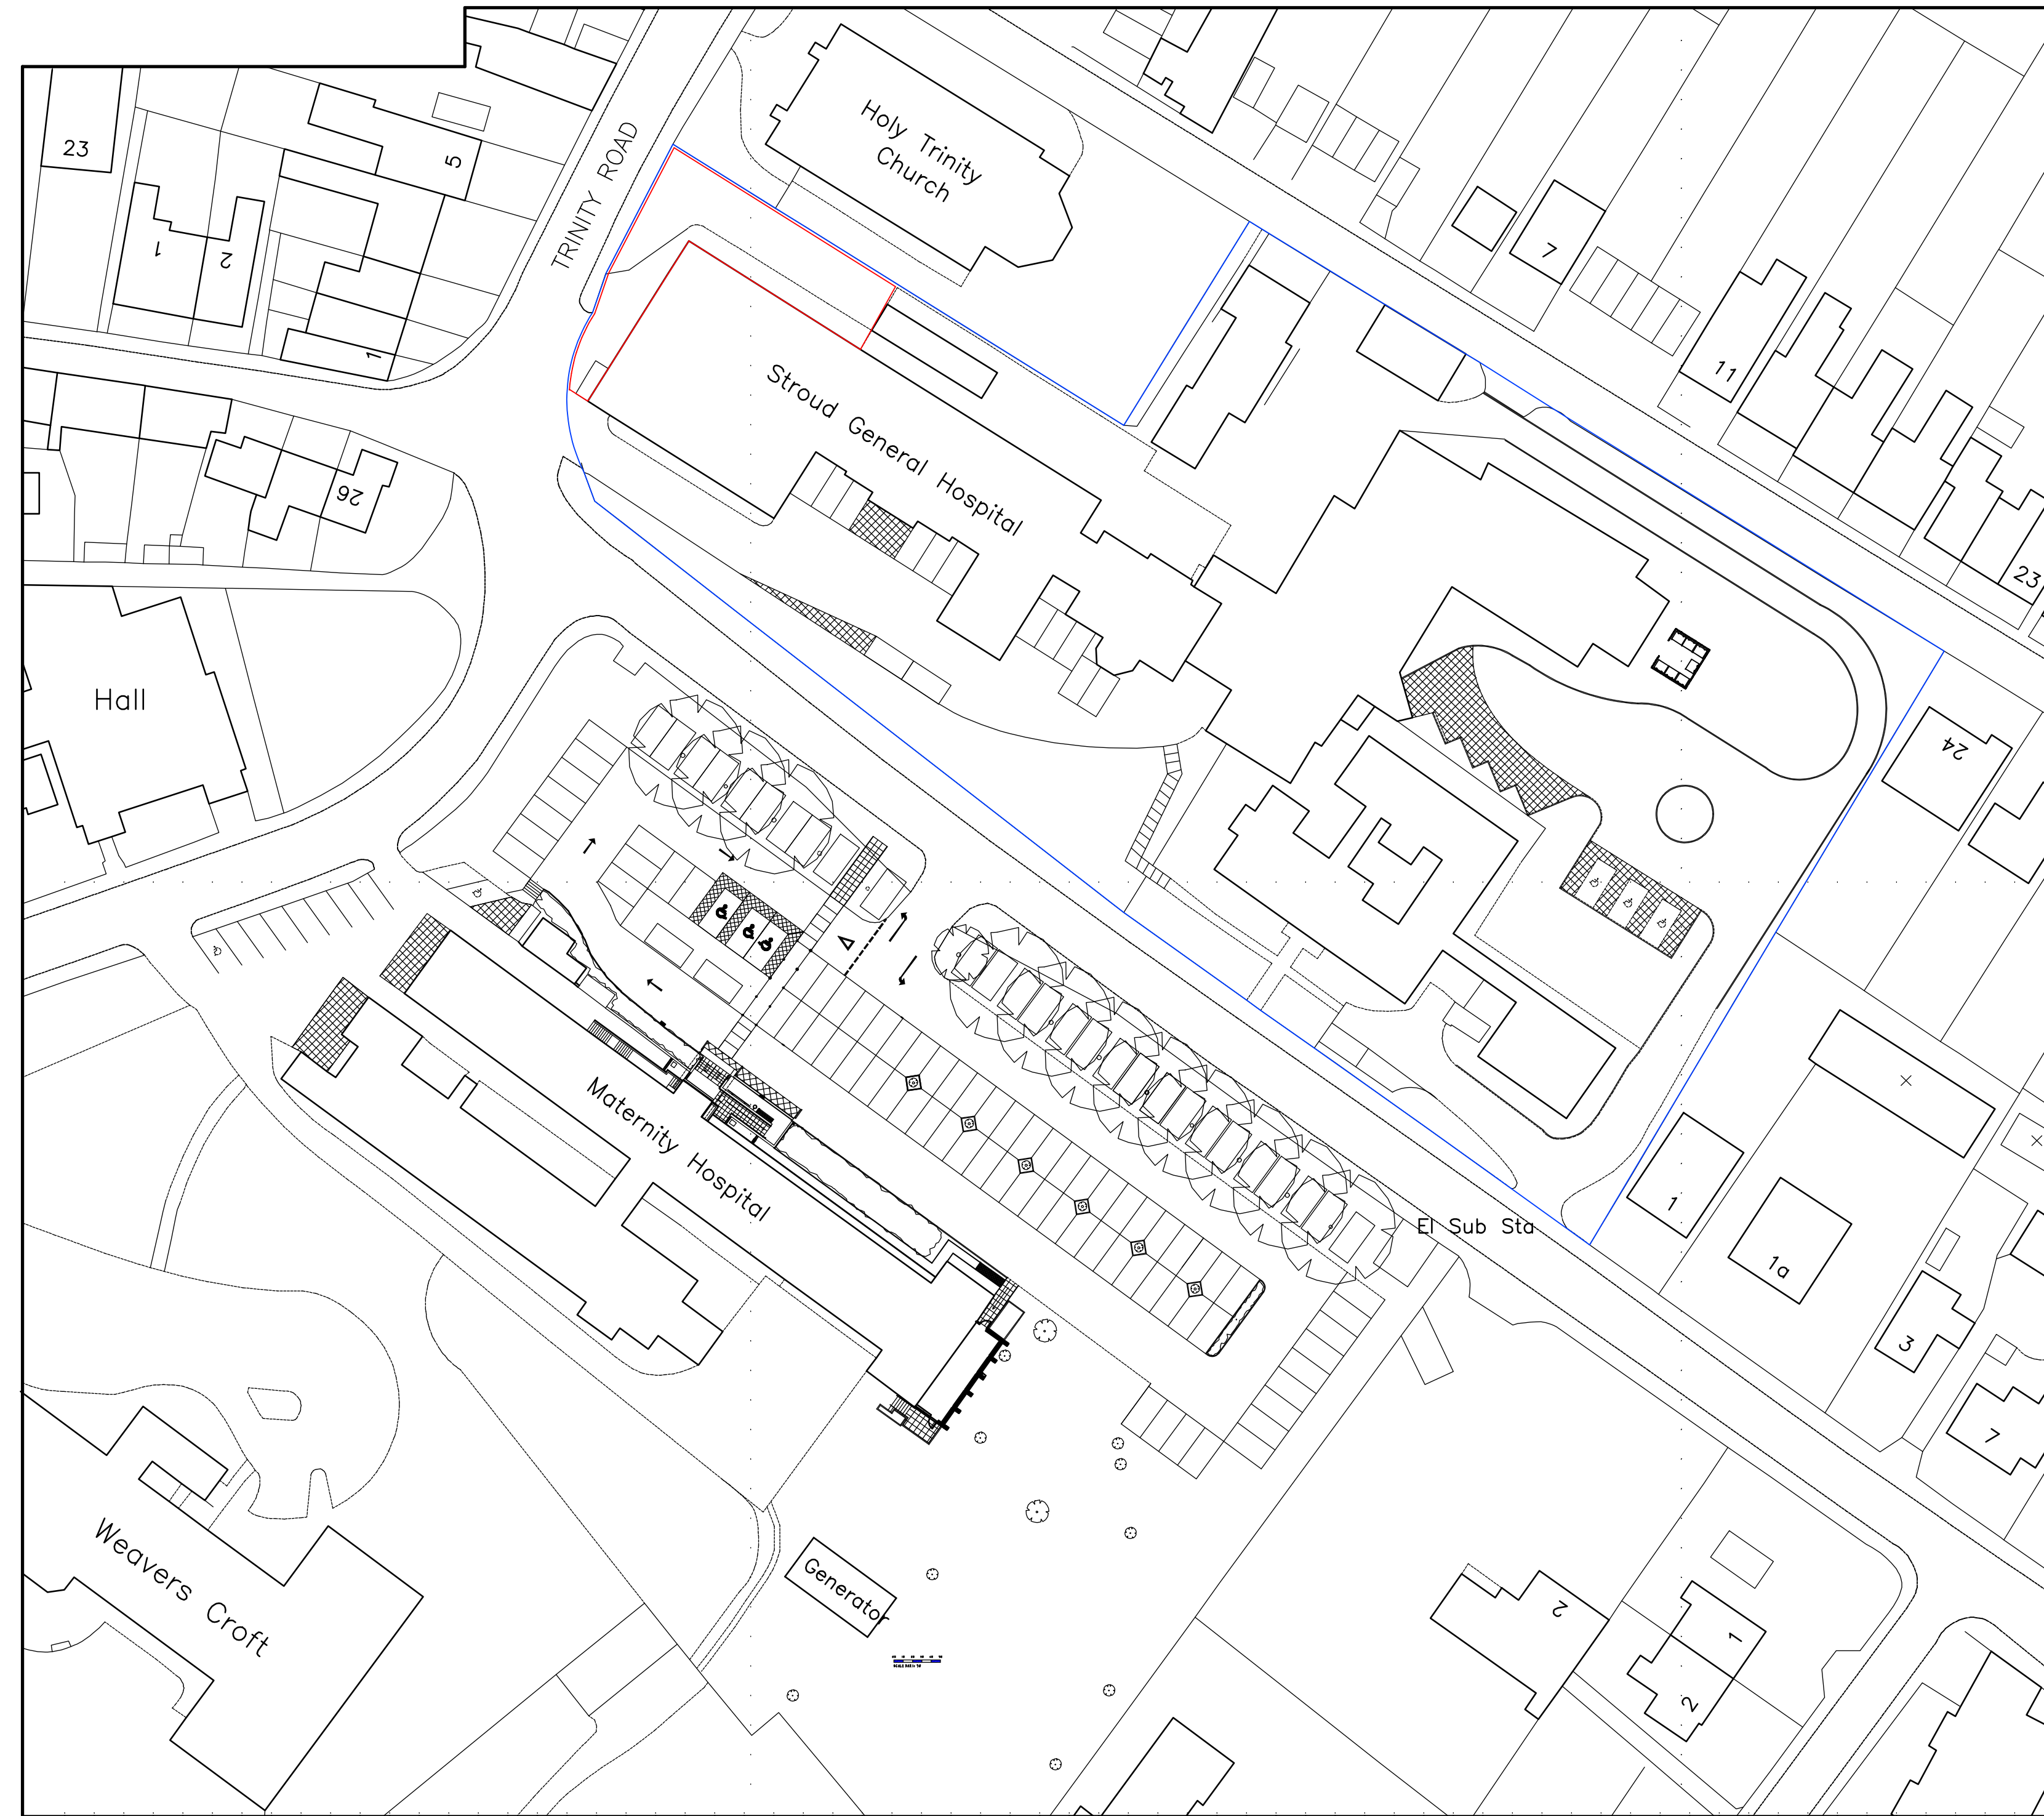 23
5
1
2
1
TRINITY ROAD
Holy Trinity
Church
7
11
23
Stroud General Hospital
26
Hall
24
Maternity Hospital
El Sub Sta
1
1a
3
7
Weavers Croft
Generator
2
1
2